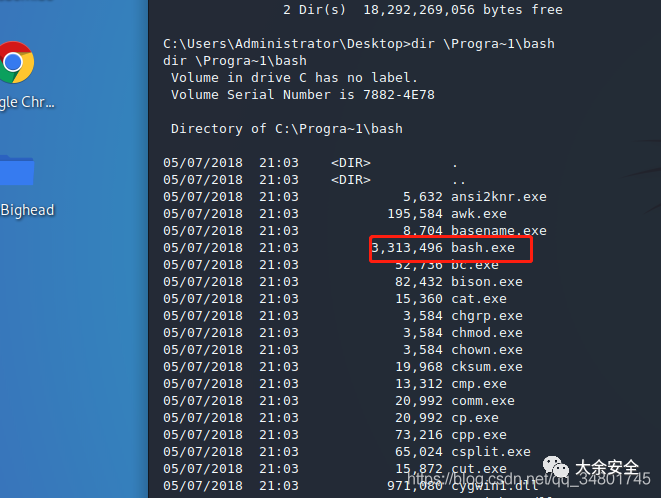 2 Dir(s)  18,292,269,056 bytes free
C:\Users\Administrator\Desktop>dir \Progra~1\bash
dir \Progra~1\bash
Volume in drive C has no label.
Volume Serial Number is 7882-4E78
Directory of C:\Progra~1\bash
05/07/2018  21:03    <DIR>          .
05/07/2018  21:03    <DIR>          ..
05/07/2018  21:03             5,632 ansi2knr.exe
05/07/2018  21:03           195,584 awk.exe
05/07/2018  21:03             8,704 basename.exe
05/07/2018  21:03         3,313,496 bash.exe
05/07/2018  21:03            52,736 bc.exe
05/07/2018  21:03            82,432 bison.exe
05/07/2018  21:03            15,360 cat.exe
05/07/2018  21:03             3,584 chgrp.exe
05/07/2018  21:03             3,584 chmod.exe
05/07/2018  21:03             3,584 chown.exe
05/07/2018  21:03            19,968 cksum.exe
05/07/2018  21:03            13,312 cmp.exe
05/07/2018  21:03            20,992 comm.exe
05/07/2018  21:03            20,992 cp.exe
05/07/2018  21:03            73,216 cpp.exe
05/07/2018  21:03            65,024 csplit.exe
05/07/2018  21:03            15,872 cut.exe
05/07/2018  21:03           971,080 cygwin1.dll
gle Chr...
Bighead
大余安全
https://blog.csdn.net/qq_34801745